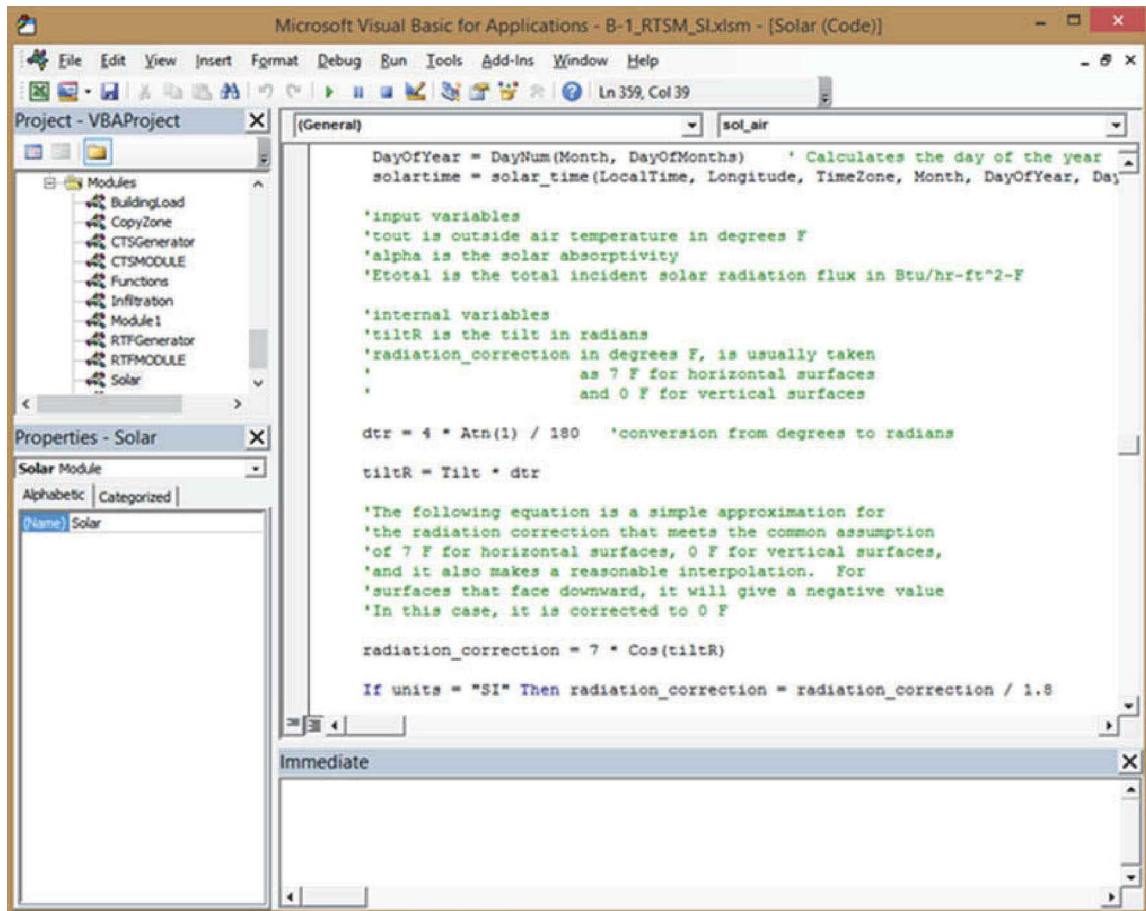 Microsoft Visual Basic for Applications - B-1_RTSM_SI.xlsm - [Solar (Code)]
File Edit View Insert Format Debug Run Tools Add-Ins Window Help
Ln 359, Col 39
Project - VBAProject
Modules
BuildingLoad
CopyZone
CTSGenerator
CTSMODULE
Functions
Infiltration
Module1
RTFGenerator
RTFMODULE
Solar
Properties - Solar
Solar Module
Alphabetic Categorized
(Name) Solar
(General) sol_air
DayOfYear = DayNum(Month, DayOfMonths) ' Calculates the day of the year
solartime = solar_time(LocalTime, Longitude, TimeZone, Month, DayOfYear, Day
'input variables
'tout is outside air temperature in degrees F
'alpha is the solar absorptivity
'Etotal is the total incident solar radiation flux in Btu/hr-ft^2-F
'internal variables
'tiltR is the tilt in radians
'radiation_correction in degrees F, is usually taken
' as 7 F for horizontal surfaces
' and 0 F for vertical surfaces
dtr = 4 * Atn(1) / 180 'conversion from degrees to radians
tiltR = Tilt * dtr
'The following equation is a simple approximation for
'the radiation correction that meets the common assumption
'of 7 F for horizontal surfaces, 0 F for vertical surfaces,
'and it also makes a reasonable interpolation. For
'surfaces that face downward, it will give a negative value
'In this case, it is corrected to 0 F
radiation_correction = 7 * Cos(tiltR)
If units = "SI" Then radiation_correction = radiation_correction / 1.8
Immediate